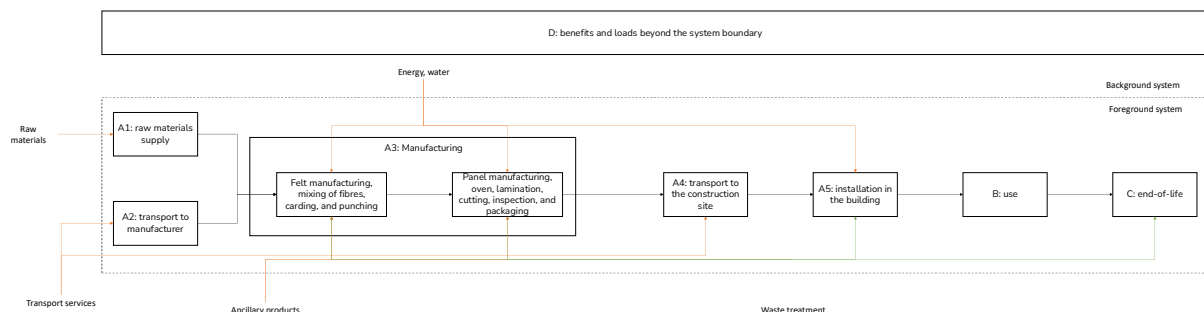 D: benefits and loads beyond the system boundary
Energy, water
Background system
Foreground system
Raw
materials
A1: raw materials
supply
A3: Manufacturing
Felt manufacturing,
mixing of fibres,
carding, and punching
Panel manufacturing,
oven, lamination,
cutting, inspection, and
packaging
A4: transport to
the construction
site
A5: installation in
the building
B: use
C: end-of-life
A2: transport to
manufacturer
Transport services
Ancillary products
Waste treatment